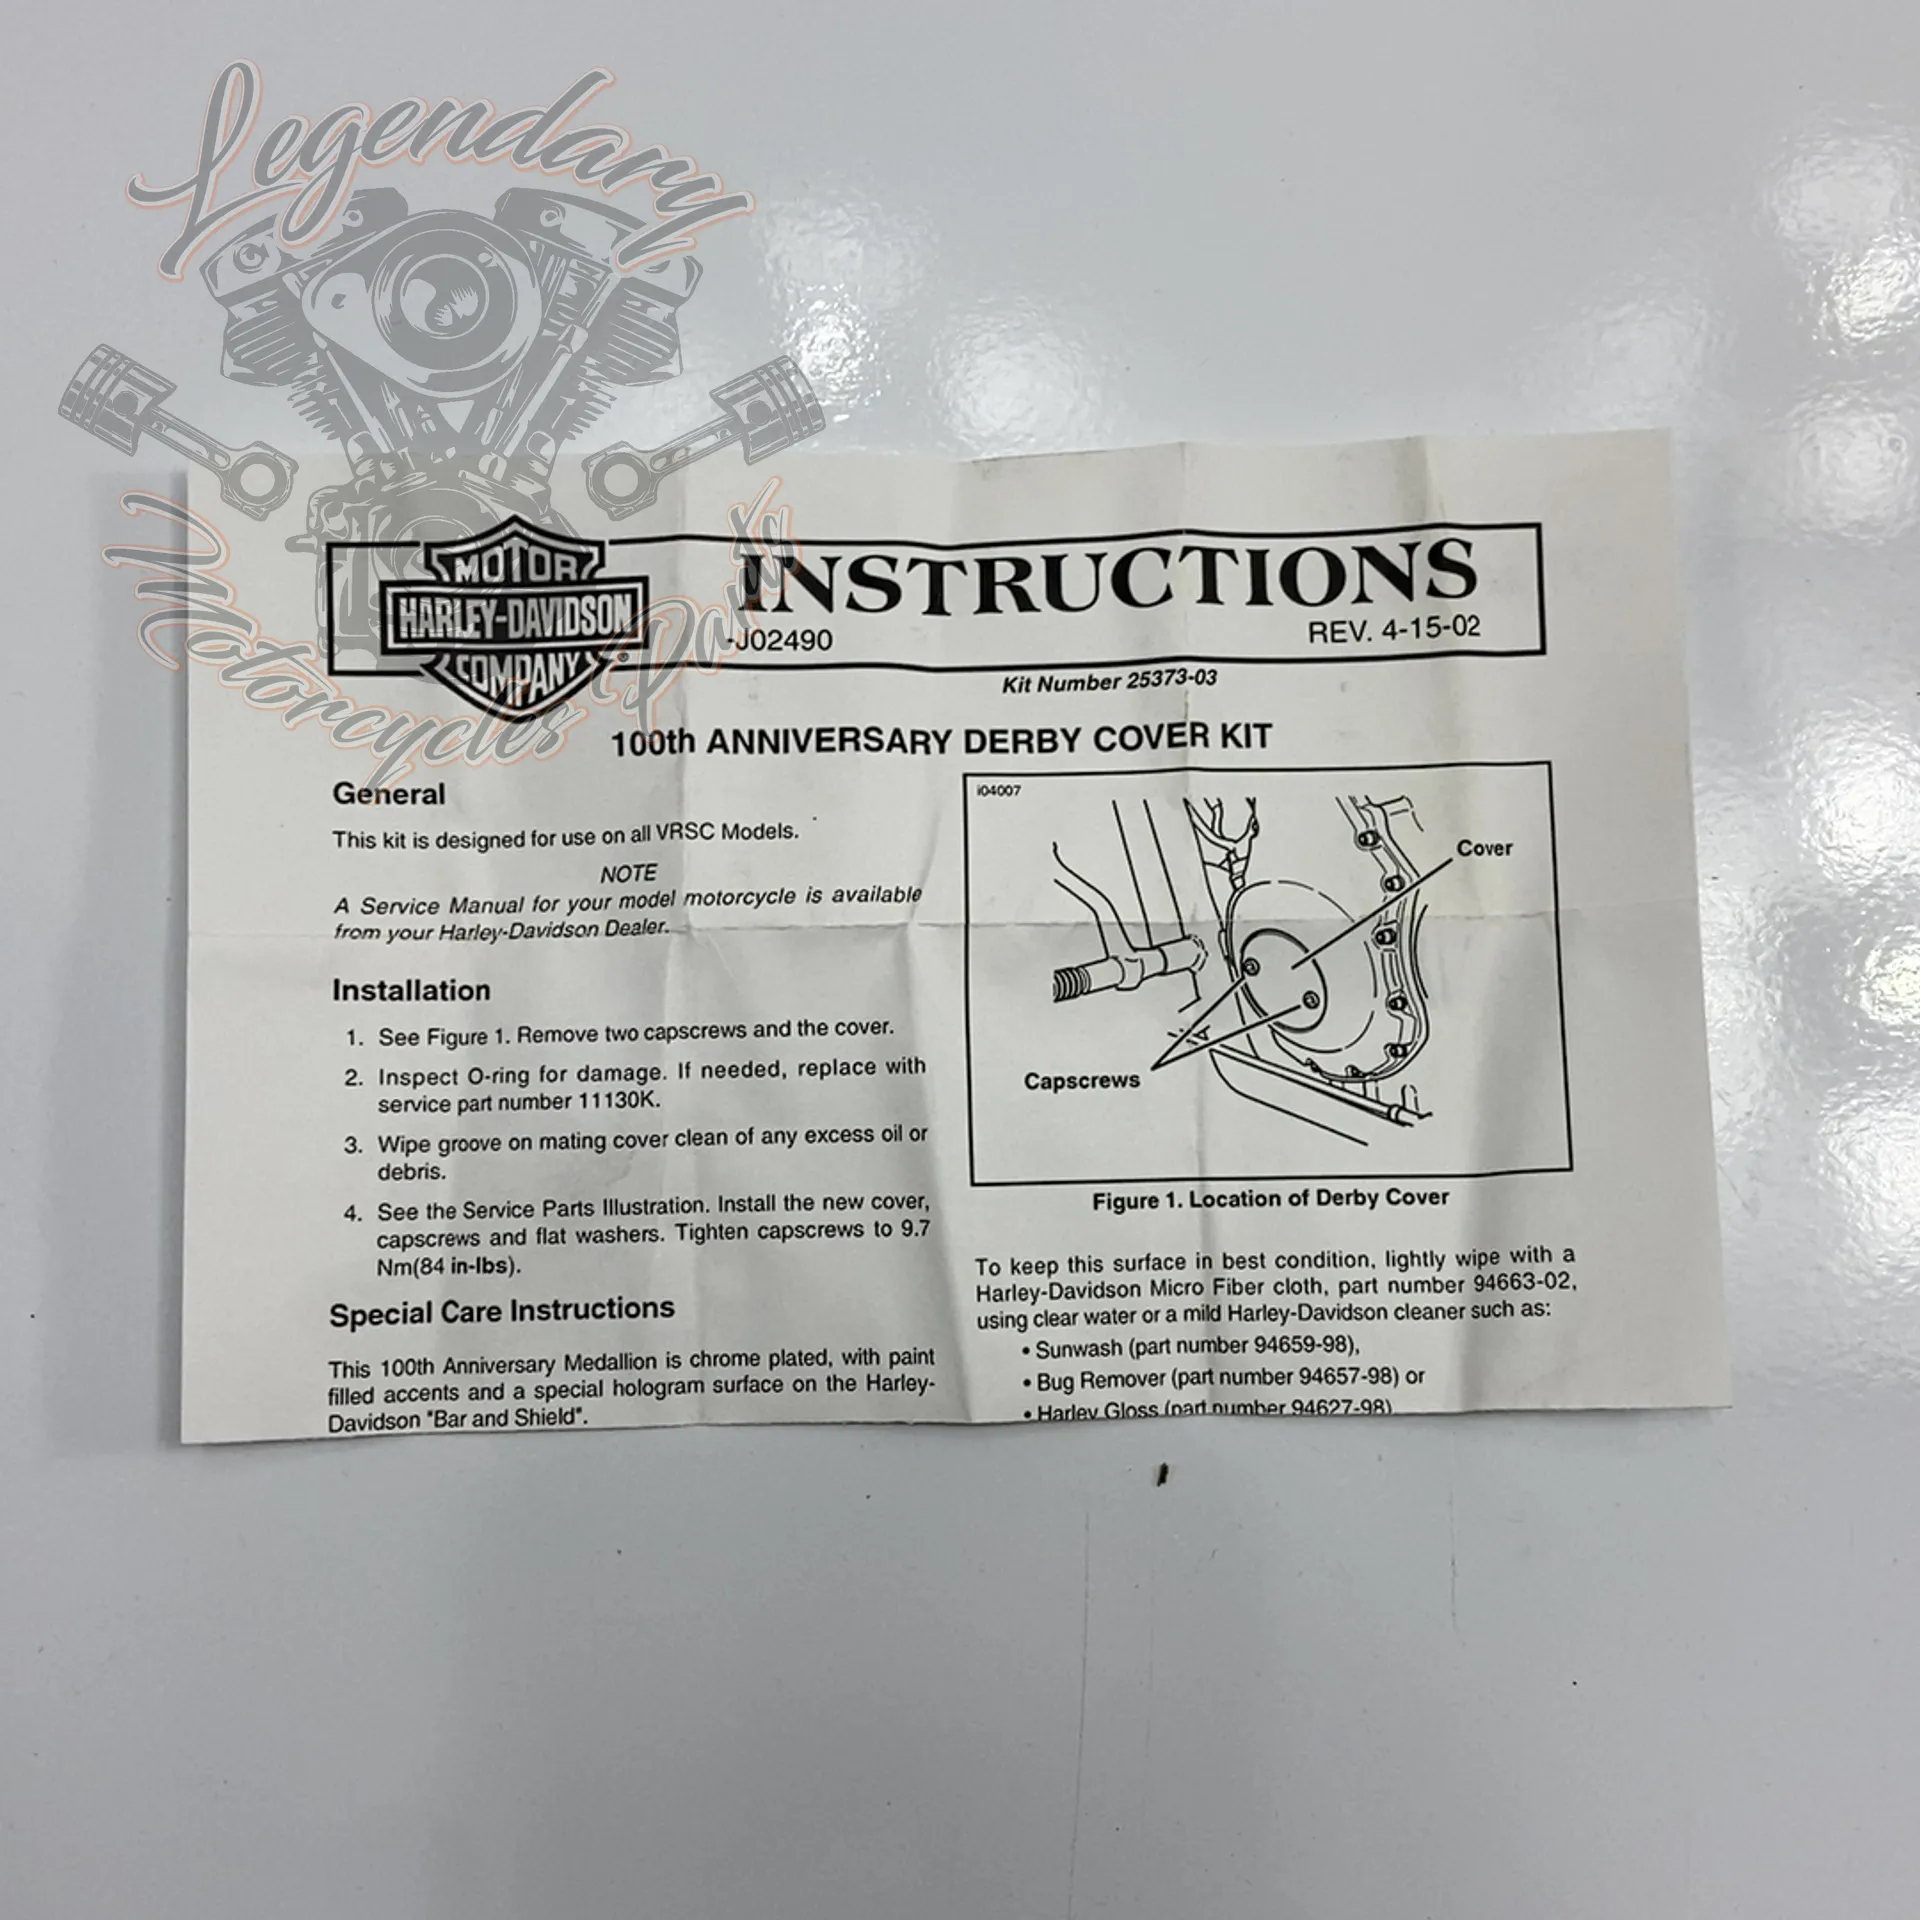 Legendary
Motorcycles Parts
MOTOR
HARLEY-DAVIDSON
COMPANY
®
INSTRUCTIONS
-J02490
REV. 4-15-02
Kit Number 25373-03
100th ANNIVERSARY DERBY COVER KIT
General
This kit is designed for use on all VRSC Models.
NOTE
A Service Manual for your model motorcycle is available
from your Harley-Davidson Dealer.
Installation
1. See Figure 1. Remove two capscrews and the cover.
2. Inspect O-ring for damage. If needed, replace with
service part number 11130K.
3. Wipe groove on mating cover clean of any excess oil or
debris.
4. See the Service Parts Illustration. Install the new cover,
capscrews and flat washers. Tighten capscrews to 9.7
Nm(84 in-lbs).
Special Care Instructions
This 100th Anniversary Medallion is chrome plated, with paint
filled accents and a special hologram surface on the Harley-
Davidson "Bar and Shield".
i04007
Cover
Capscrews
Figure 1. Location of Derby Cover
To keep this surface in best condition, lightly wipe with a
Harley-Davidson Micro Fiber cloth, part number 94663-02,
using clear water or a mild Harley-Davidson cleaner such as:
• Sunwash (part number 94659-98),
• Bug Remover (part number 94657-98) or
• Harley Gloss (part number 94627-98)